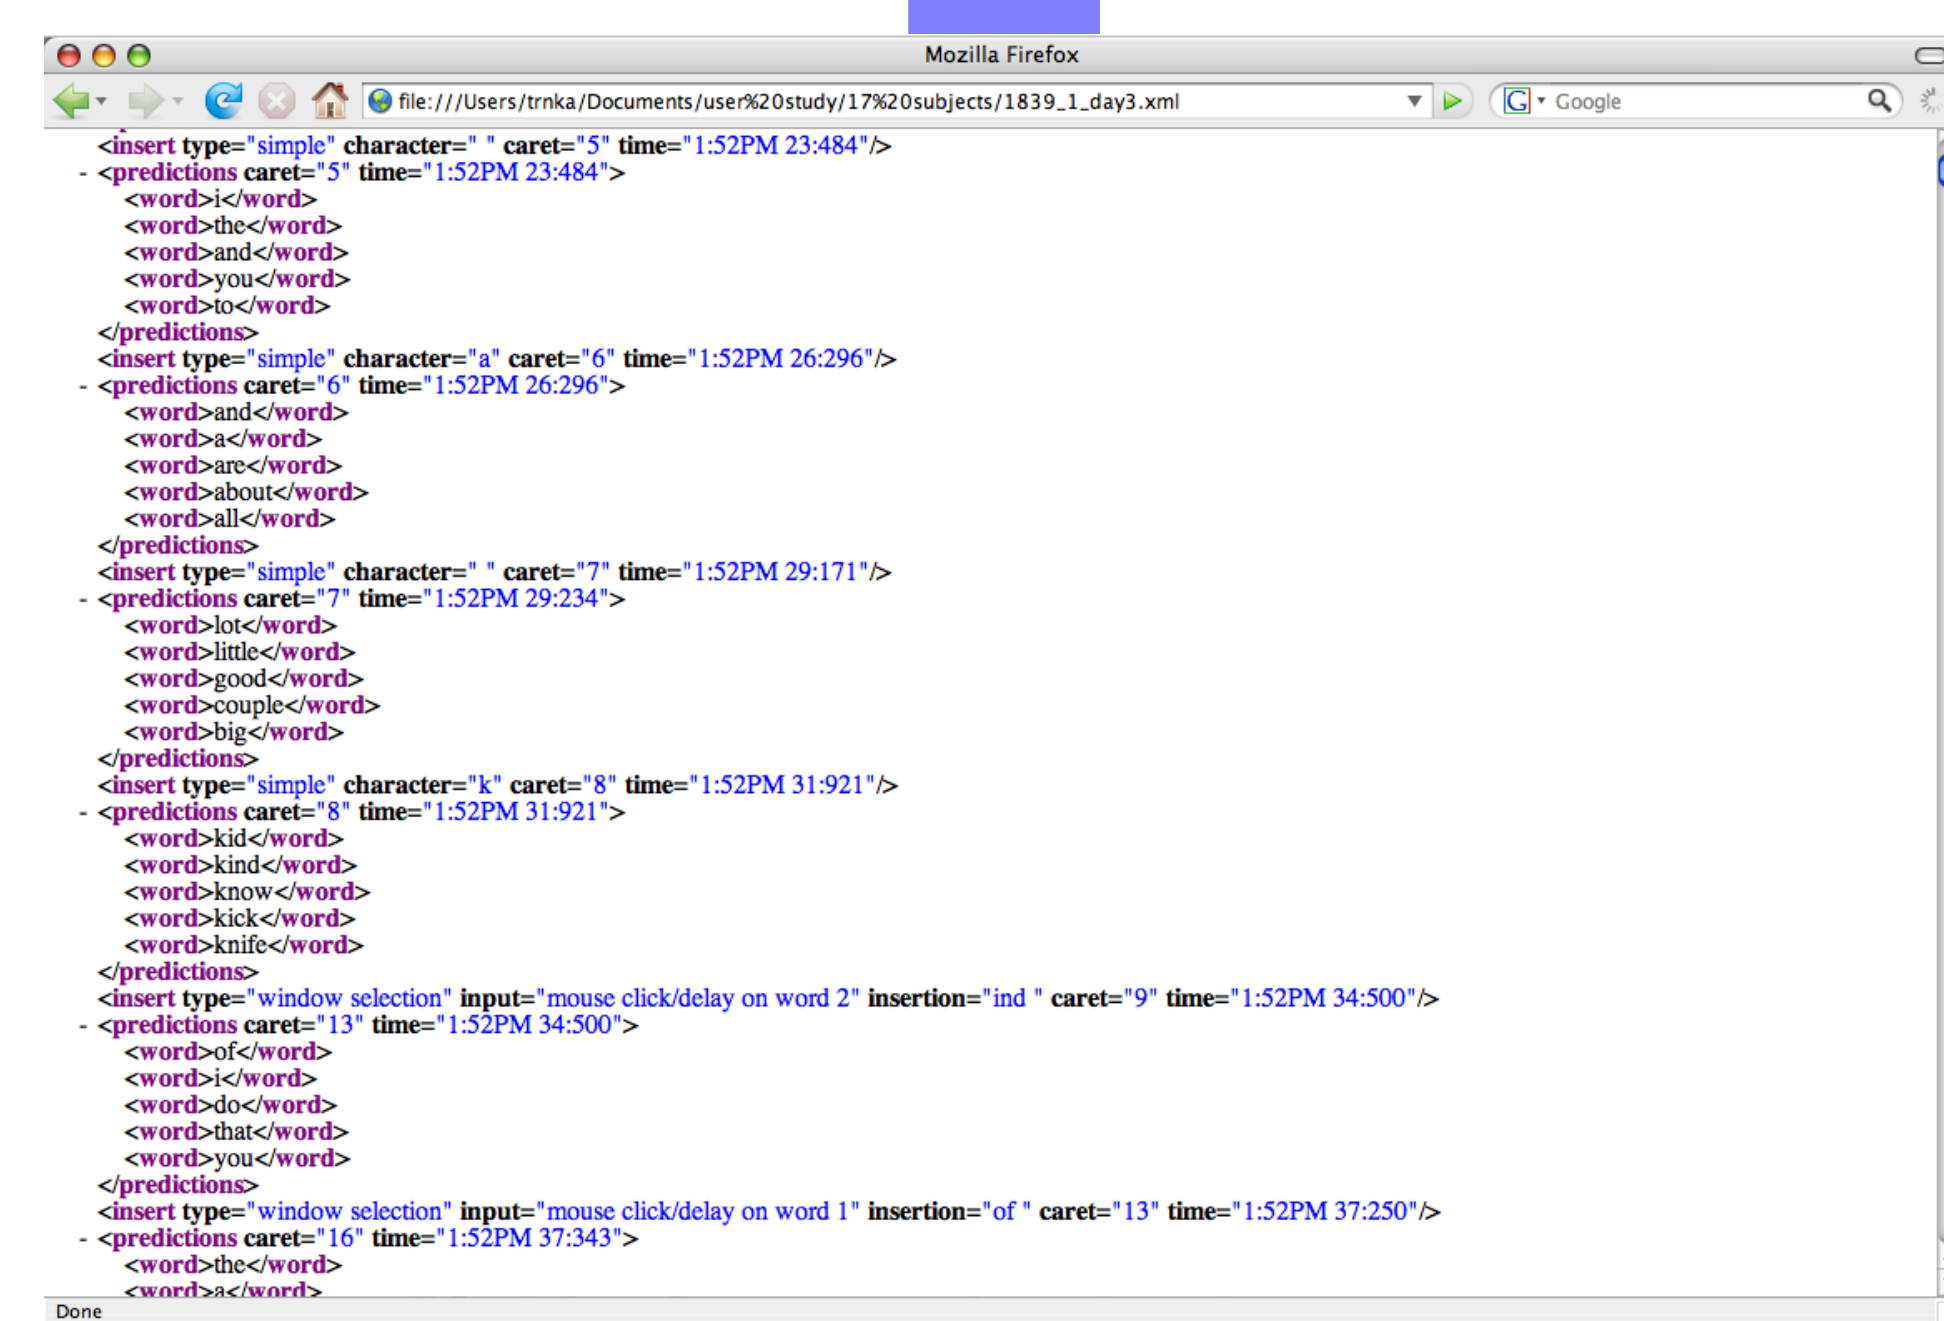 Mozilla Firefox
file:///Users/trnka/Documents/user%20study/17%20subjects/1839_1_day3.xml
G Google
<insert type="simple" character=" " caret="5" time="1:52PM 23:484"/>
- <predictions caret="5" time="1:52PM 23:484">
<word>i</word>
<word>the</word>
<word>and</word>
<word>you</word>
<word>to</word>
</predictions>
<insert type="simple" character="a" caret="6" time="1:52PM 26:296"/>
- <predictions caret="6" time="1:52PM 26:296">
<word>and</word>
<word>a</word>
<word>are</word>
<word>about</word>
<word>all</word>
</predictions>
<insert type="simple" character=" " caret="7" time="1:52PM 29:171"/>
- <predictions caret="7" time="1:52PM 29:234">
<word>lot</word>
<word>little</word>
<word>good</word>
<word>couple</word>
<word>big</word>
</predictions>
<insert type="simple" character="k" caret="8" time="1:52PM 31:921"/>
- <predictions caret="8" time="1:52PM 31:921">
<word>kid</word>
<word>kind</word>
<word>know</word>
<word>kick</word>
<word>knife</word>
</predictions>
<insert type="window selection" input="mouse click/delay on word 2" insertion="ind " caret="9" time="1:52PM 34:500"/>
- <predictions caret="13" time="1:52PM 34:500">
<word>of</word>
<word>i</word>
<word>do</word>
<word>that</word>
<word>you</word>
</predictions>
<insert type="window selection" input="mouse click/delay on word 1" insertion="of " caret="13" time="1:52PM 37:250"/>
- <predictions caret="16" time="1:52PM 37:343">
<word>the</word>
<word>a</word>
Done